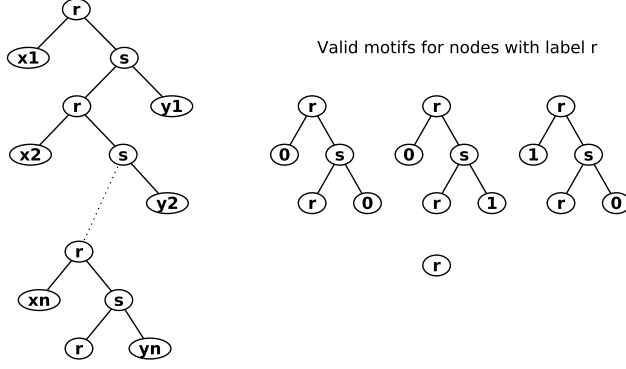 r
x1 s
r y1
x2 s
y2
r
xn s
r yn
Valid motifs for nodes with label r
r r r
0 s 0 s 1 s
r 0 r 1 r 0
r